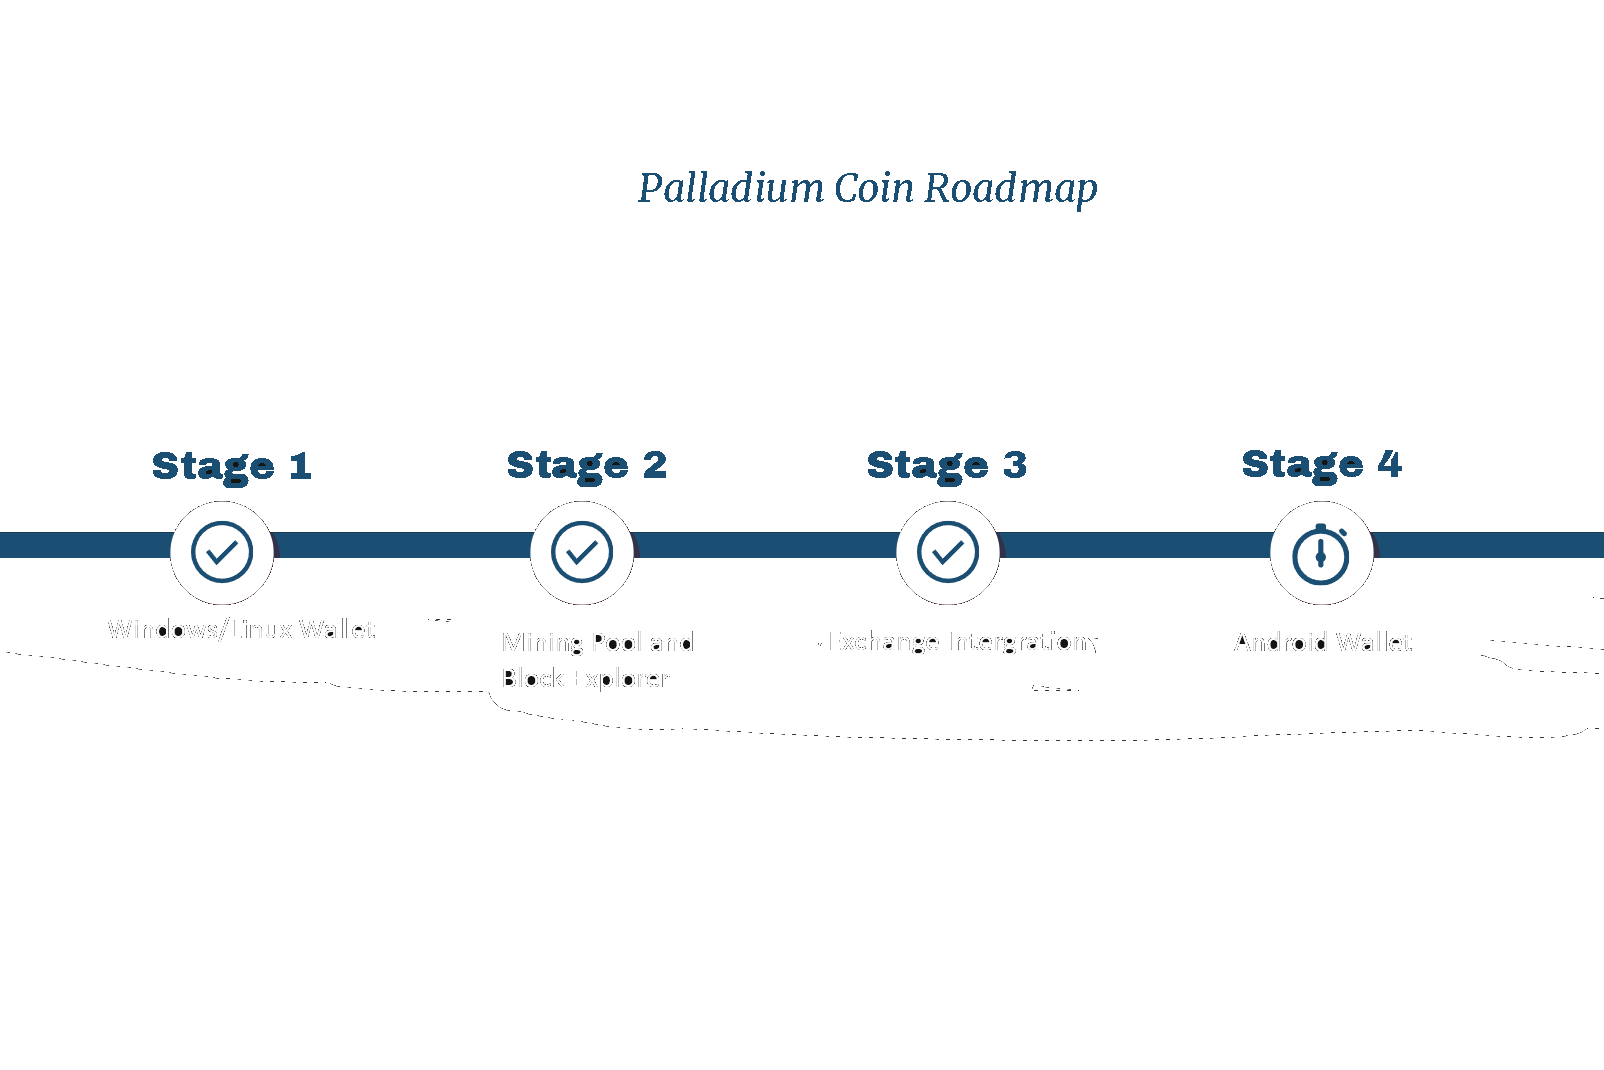 Palladium Coin Roadmap
Stage 1
Stage 2
Stage 3
Stage 4
Windows/Linux Wallet
Mining Pool and
Block Explorer
Exchange Intergrations
Android Wallet